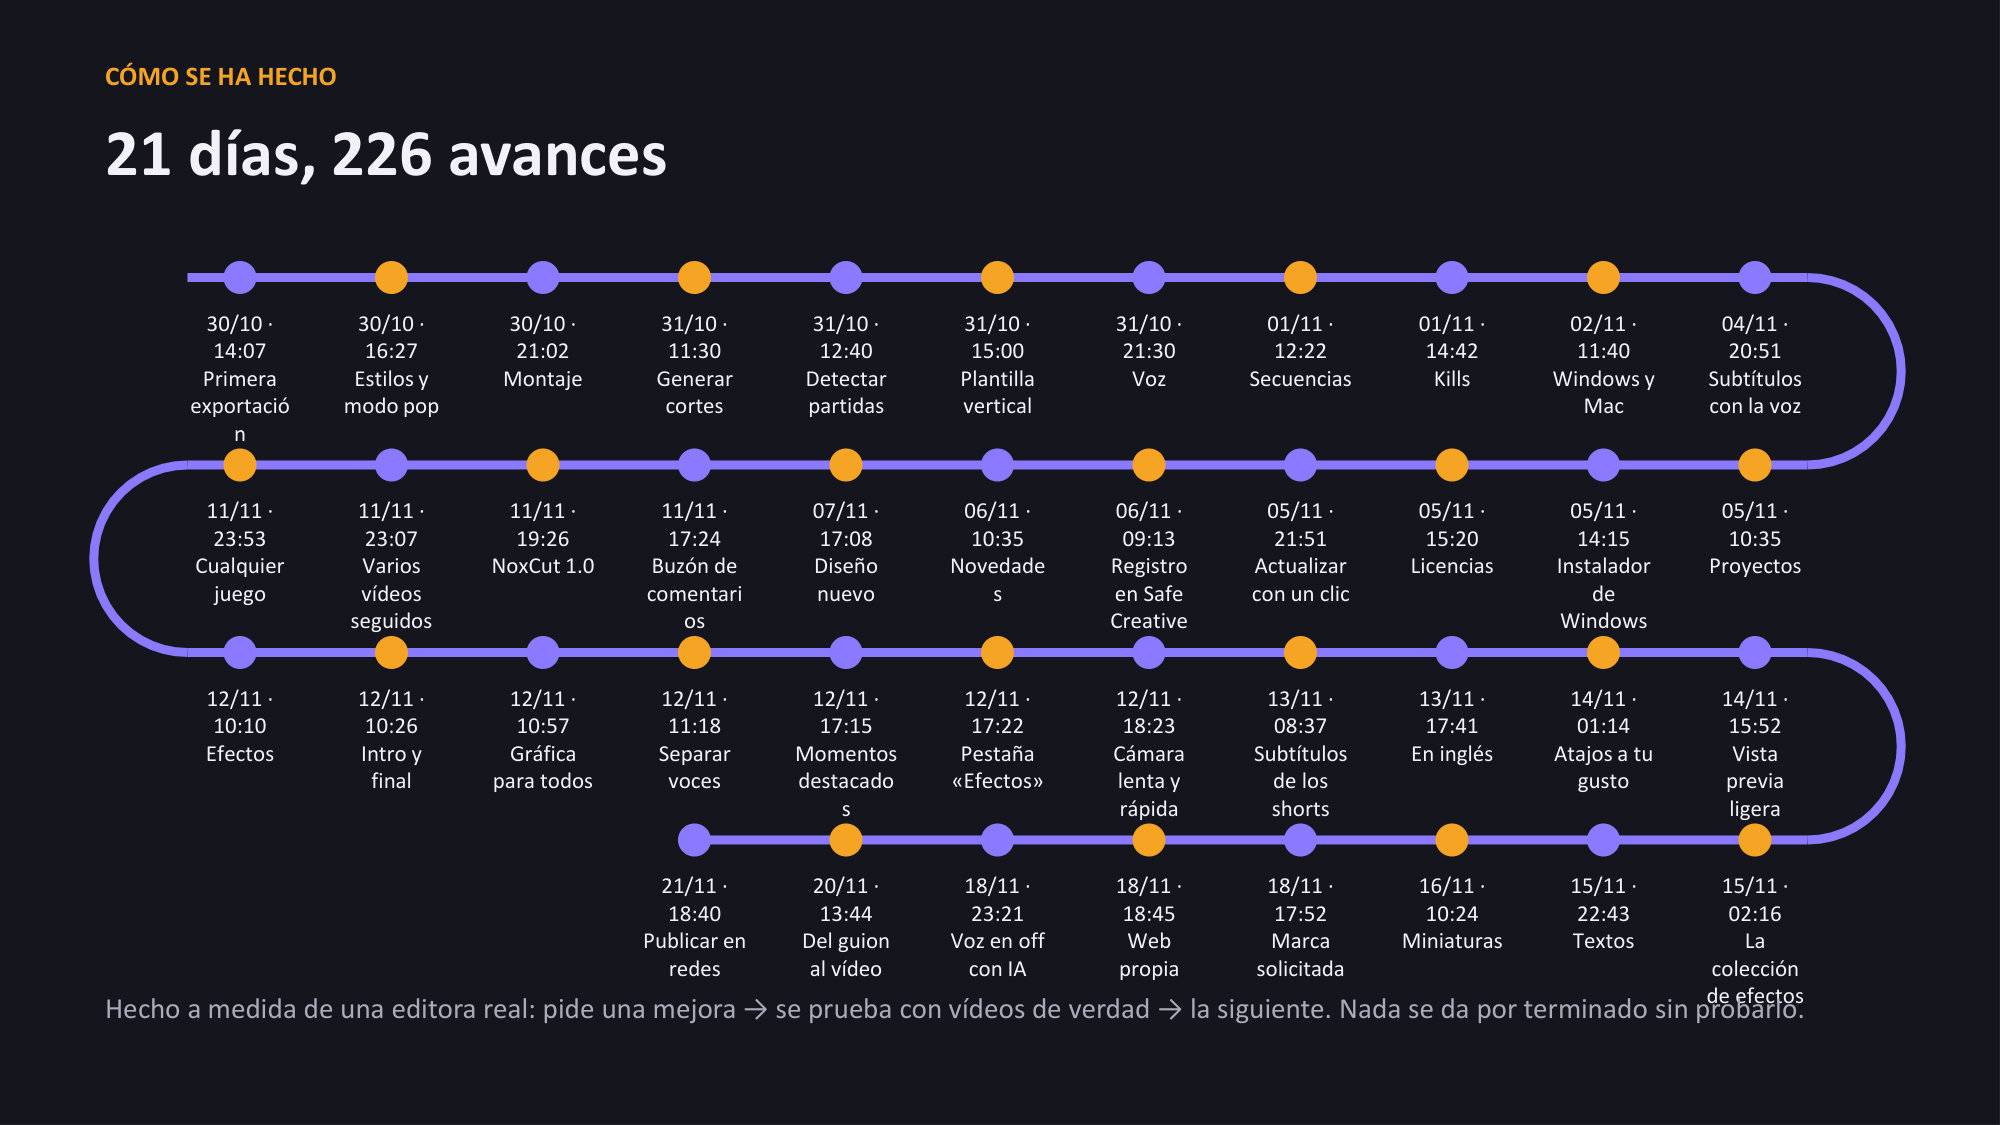 CÓMO SE HA HECHO
21 días, 226 avances
30/10 ·
14:07
Primera
exportació
n
30/10 ·
16:27
Estilos y
modo pop
30/10 ·
21:02
Montaje
31/10 ·
11:30
Generar
cortes
31/10 ·
12:40
Detectar
partidas
31/10 ·
15:00
Plantilla
vertical
31/10 ·
21:30
Voz
01/11 ·
12:22
Secuencias
01/11 ·
14:42
Kills
02/11 ·
11:40
Windows y
Mac
04/11 ·
20:51
Subtítulos
con la voz
11/11 ·
23:53
Cualquier
juego
11/11 ·
23:07
Varios
vídeos
seguidos
11/11 ·
19:26
NoxCut 1.0
11/11 ·
17:24
Buzón de
comentari
os
07/11 ·
17:08
Diseño
nuevo
06/11 ·
10:35
Novedade
s
06/11 ·
09:13
Registro
en Safe
Creative
05/11 ·
21:51
Actualizar
con un clic
05/11 ·
15:20
Licencias
05/11 ·
14:15
Instalador
de
Windows
05/11 ·
10:35
Proyectos
12/11 ·
10:10
Efectos
12/11 ·
10:26
Intro y
final
12/11 ·
10:57
Gráfica
para todos
12/11 ·
11:18
Separar
voces
12/11 ·
17:15
Momentos
destacado
s
12/11 ·
17:22
Pestaña
«Efectos»
12/11 ·
18:23
Cámara
lenta y
rápida
13/11 ·
08:37
Subtítulos
de los
shorts
13/11 ·
17:41
En inglés
14/11 ·
01:14
Atajos a tu
gusto
14/11 ·
15:52
Vista
previa
ligera
21/11 ·
18:40
Publicar en
redes
20/11 ·
13:44
Del guion
al vídeo
18/11 ·
23:21
Voz en off
con IA
18/11 ·
18:45
Web
propia
18/11 ·
17:52
Marca
solicitada
16/11 ·
10:24
Miniaturas
15/11 ·
22:43
Textos
15/11 ·
02:16
La
colección
de efectos
Hecho a medida de una editora real: pide una mejora → se prueba con vídeos de verdad → la siguiente. Nada se da por terminado sin probarlo.